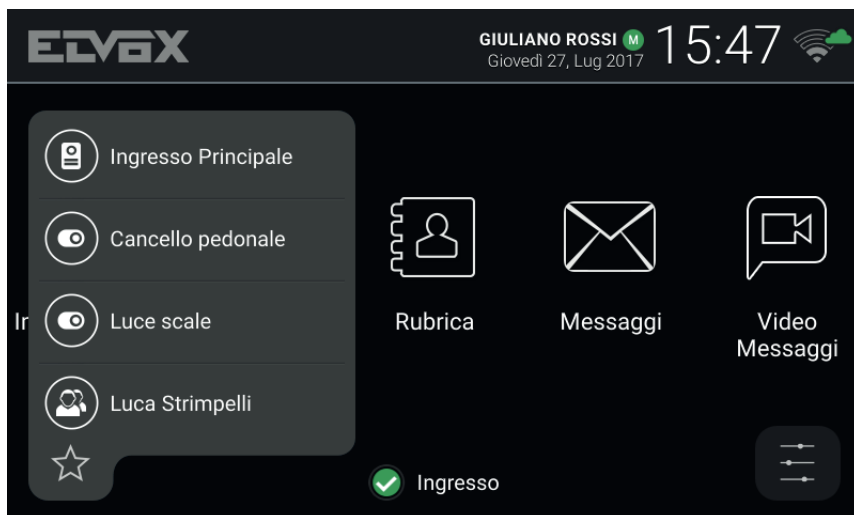 ELVOX
GIULIANO ROSSI M
Giovedì 27, Lug 2017
15:47
Ingresso Principale
Cancello pedonale
Luce scale
Luca Strimpelli
Rubrica
Messaggi
Video
Messaggi
Ingresso